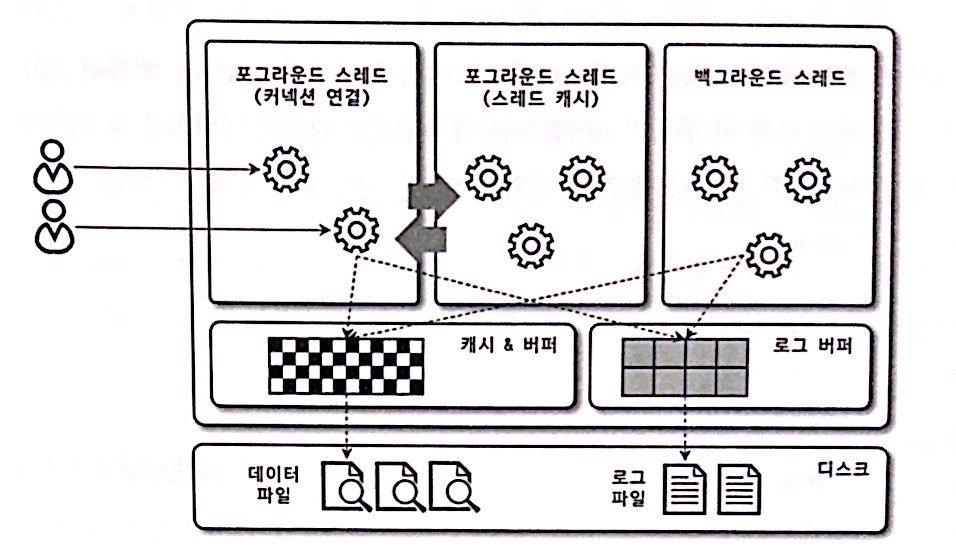 포그라운드 스레드
(커넥션 연결)
포그라운드 스레드
(스레드 캐시)
백그라운드 스레드
캐시 & 버퍼
로그 버퍼
데이터
파일
로그
파일
디스크